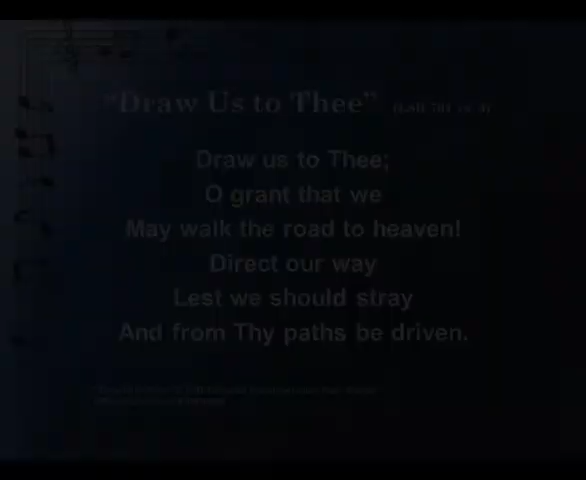 "Draw Us to Thee"
Draw us to Thee;
O grant that we
May walk the road to heaven!
Direct our way
Lest we should stray
And from Thy paths be driven.